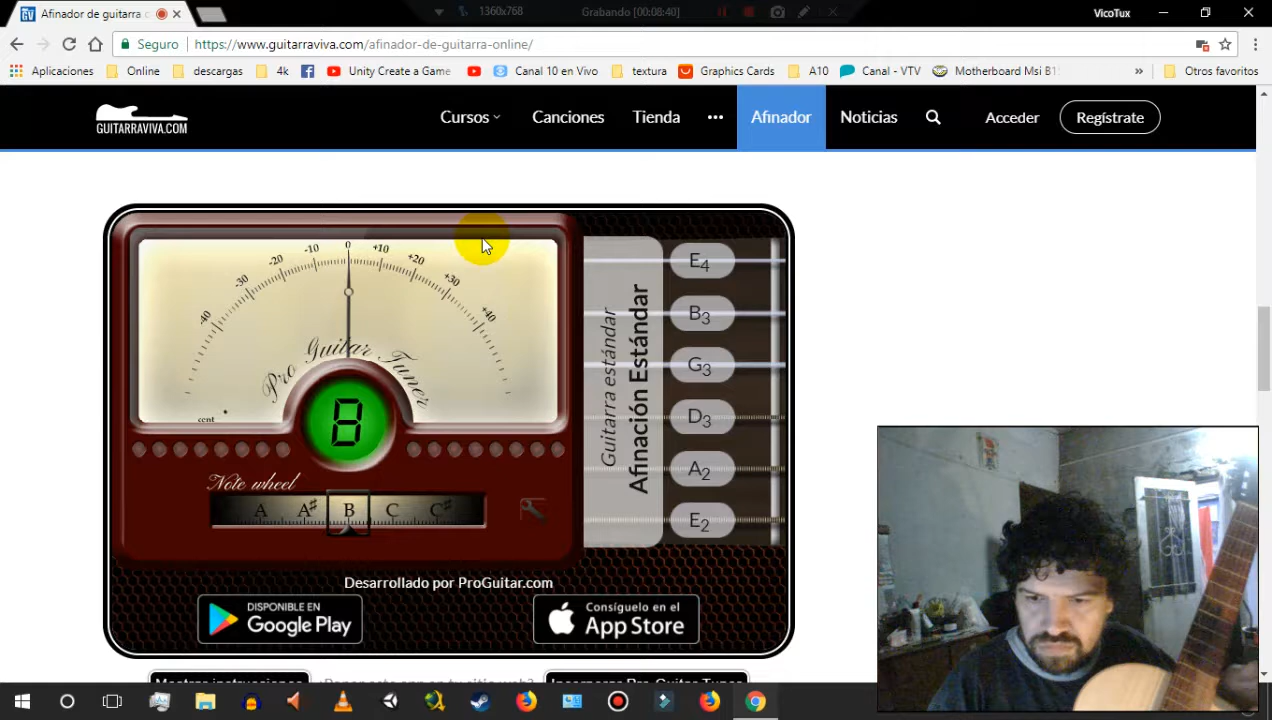 Afinador de guitarra c
1360x768
Grabando [00:08:40]
VicoTux
Seguro
https://www.guitarraviva.com/afinador-de-guitarra-online/
Aplicaciones
Online
descargas
4k
Unity Create a Game
Canal 10 en Vivo
textura
Graphics Cards
A10
Canal - VTV
Motherboard Msi B1
»
Otros favoritos
GUITARRAVIVA.COM
Cursos
Canciones
Tienda
Afinador
Noticias
Acceder
Regístrate
-40 -30 -20 -10 0 +10 +20 +30 +40
Pro Guitar Tuner
cent
B
Note wheel
A A# B C C#
Guitarra estándar
Afinación Estándar
E4
B3
G3
D3
A2
E2
Desarrollado por ProGuitar.com
DISPONIBLE EN
Google Play
Consíguelo en el
App Store
Mostrar instrucciones